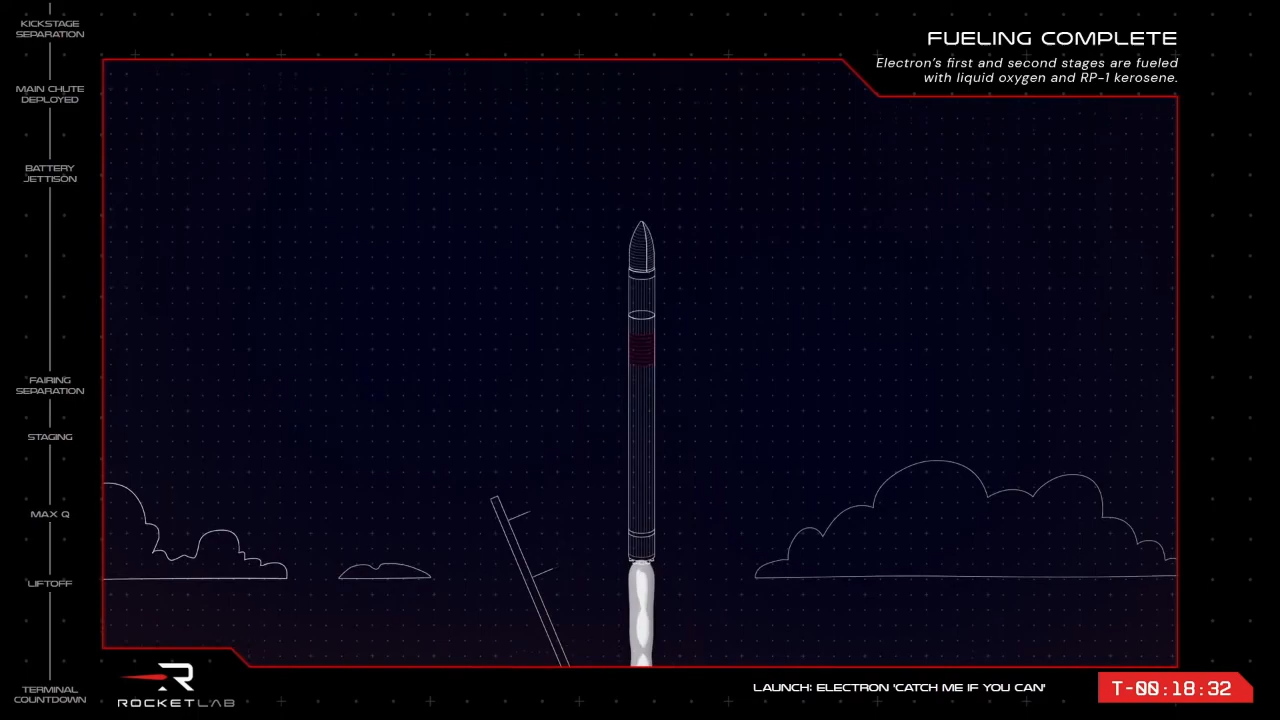 KICKSTAGE
SEPARATION
MAIN CHUTE
DEPLOYED
BATTERY
JETTISON
FAIRING
SEPARATION
STAGING
MAX Q
LIFTOFF
TERMINAL
COUNTDOWN
FUELING COMPLETE
Electron's first and second stages are fueled
with liquid oxygen and RP-1 kerosene.
ROCKETLAB
LAUNCH: ELECTRON 'CATCH ME IF YOU CAN'
T-00:18:32